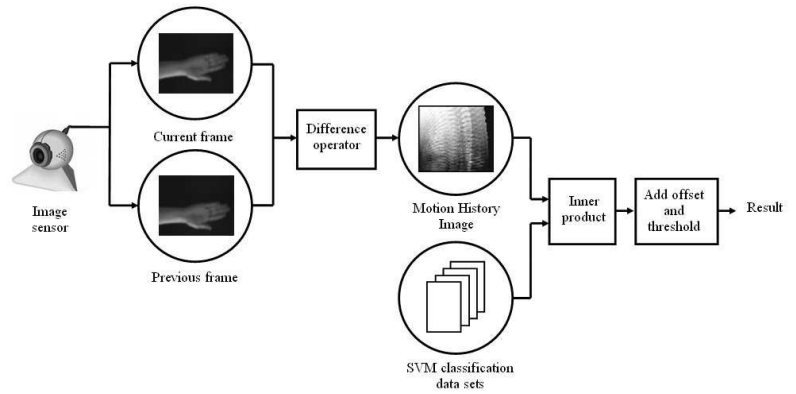 Image
sensor
Current frame
Previous frame
Difference
operator
Motion History
Image
SVM classification
data sets
Inner
product
Add offset
and
threshold
Result